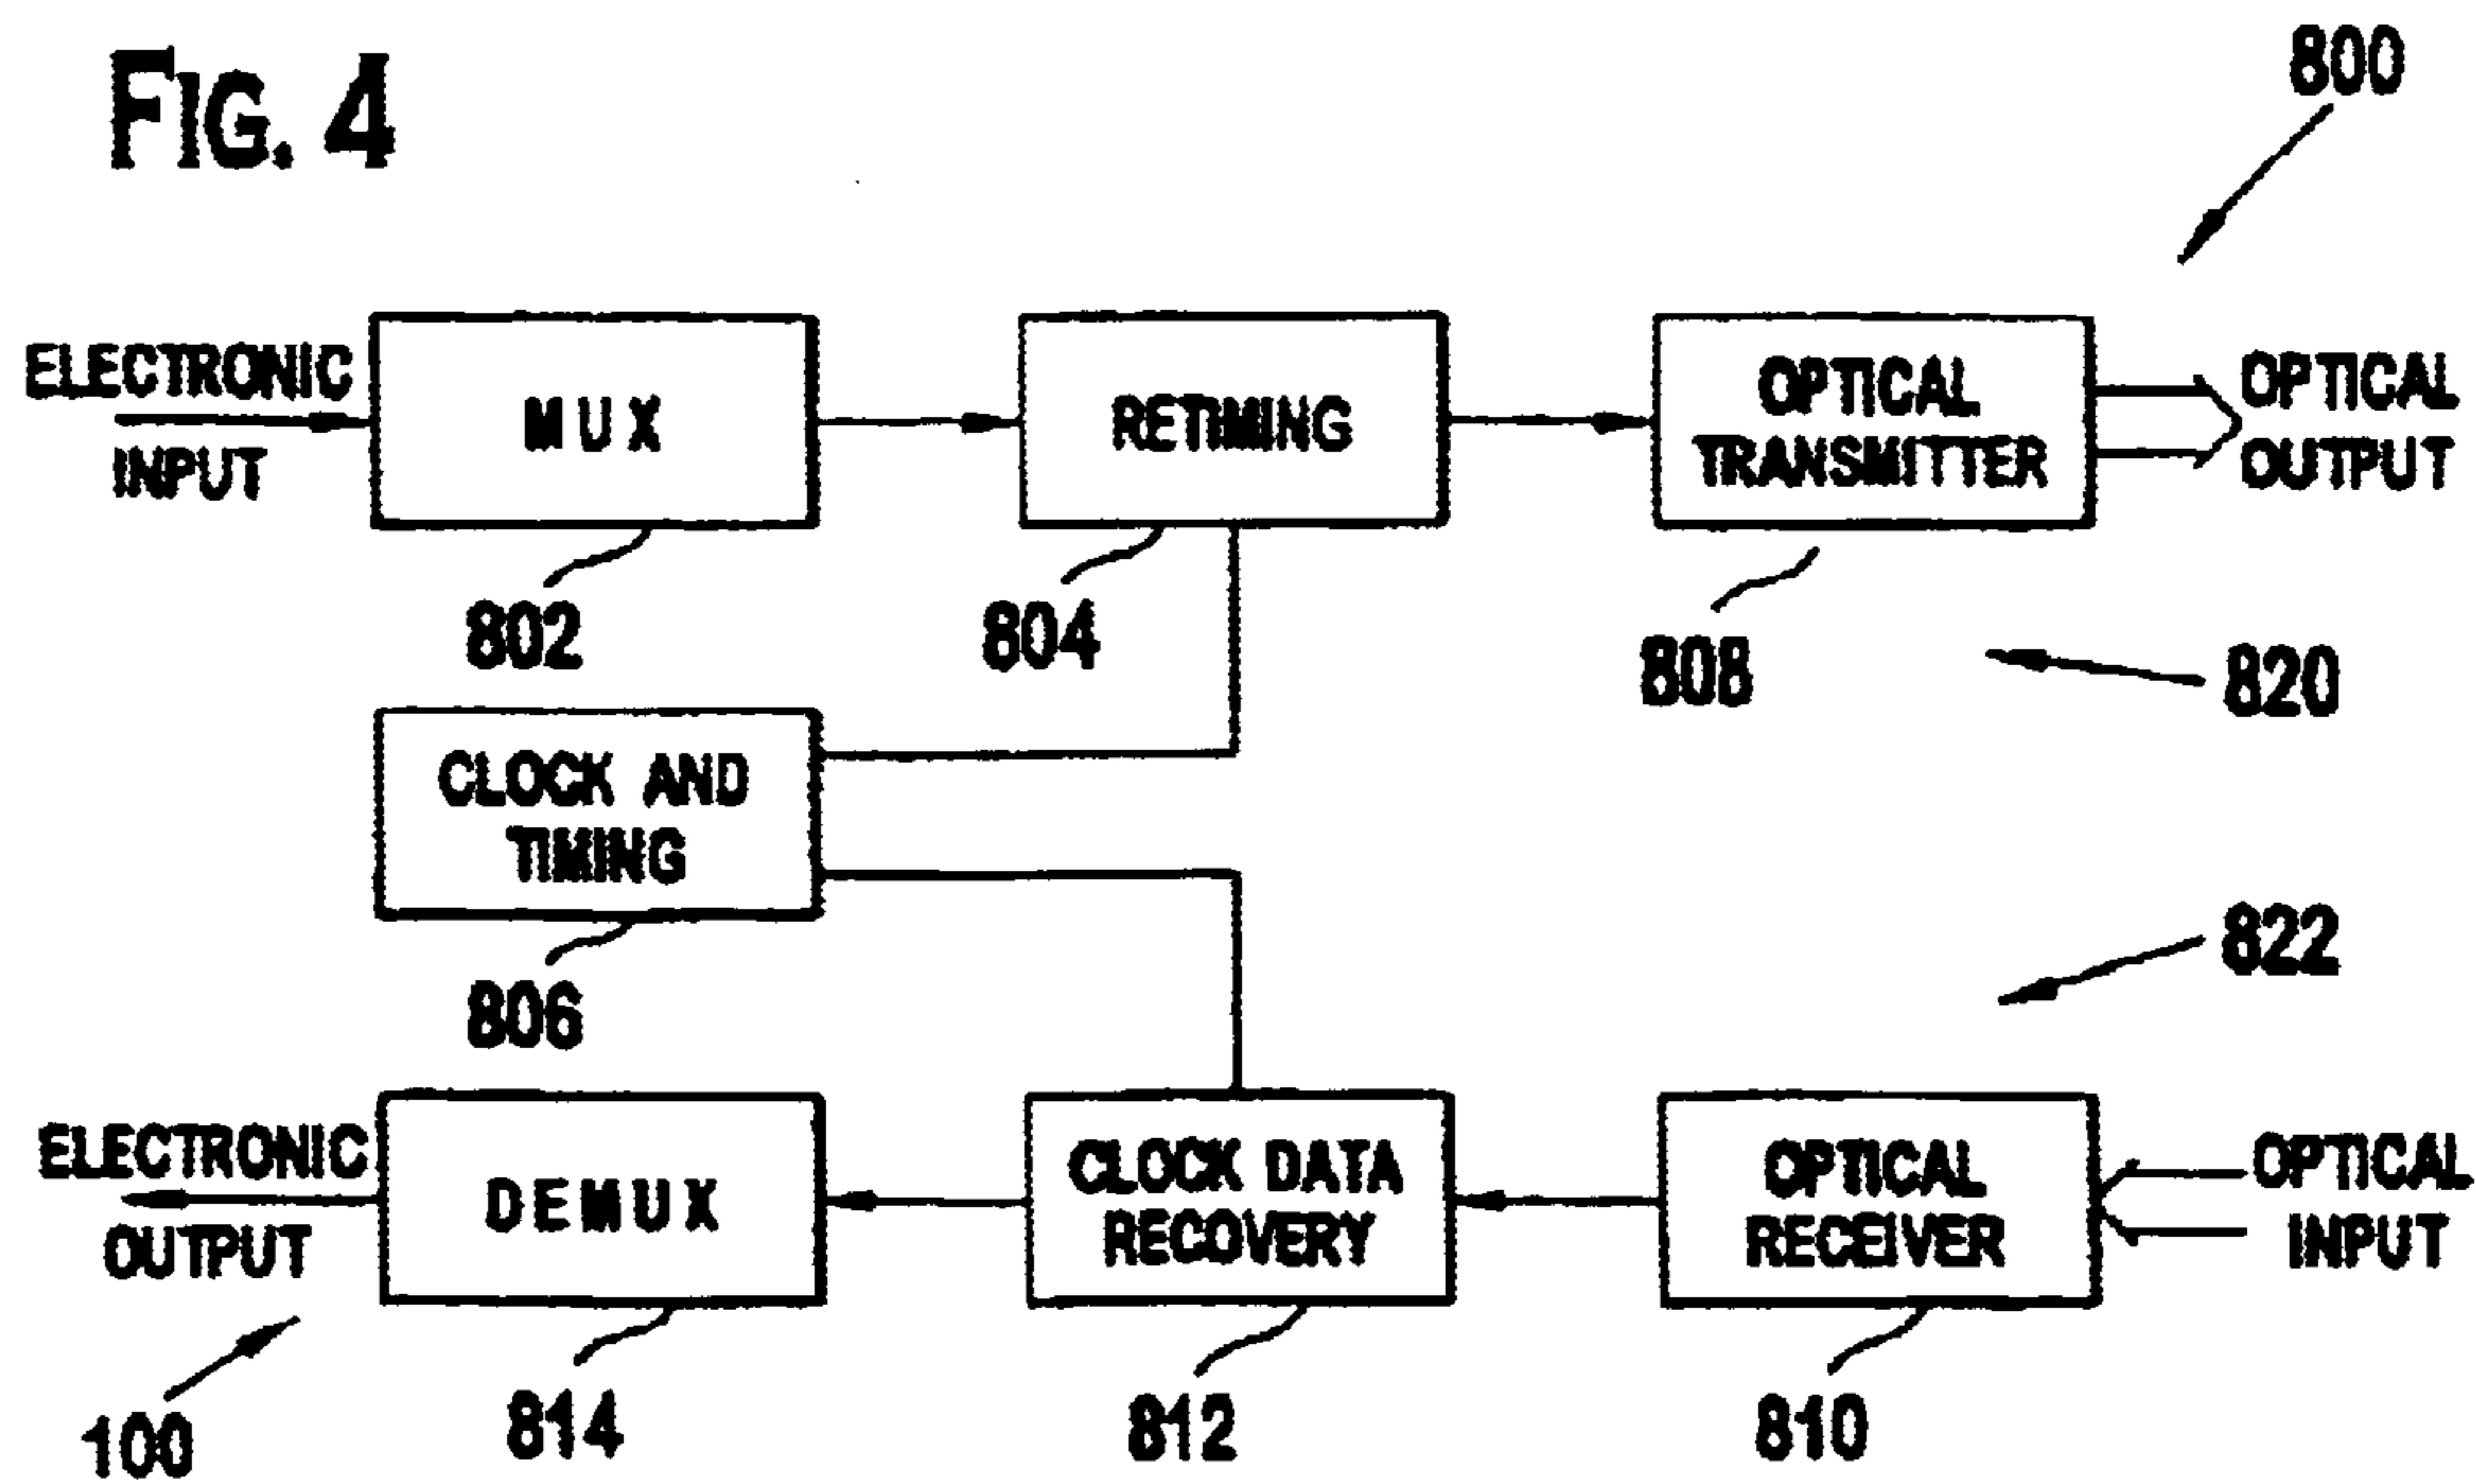 FIG. 4
800
ELECTRONIC
INPUT
MUX
RETIMING
OPTICAL
TRANSMITTER
OPTICAL
OUTPUT
802
804
808
820
CLOCK AND
TIMING
806
822
ELECTRONIC
OUTPUT
DEMUX
CLOCK DATA
RECOVERY
OPTICAL
RECEIVER
OPTICAL
INPUT
100
814
812
810